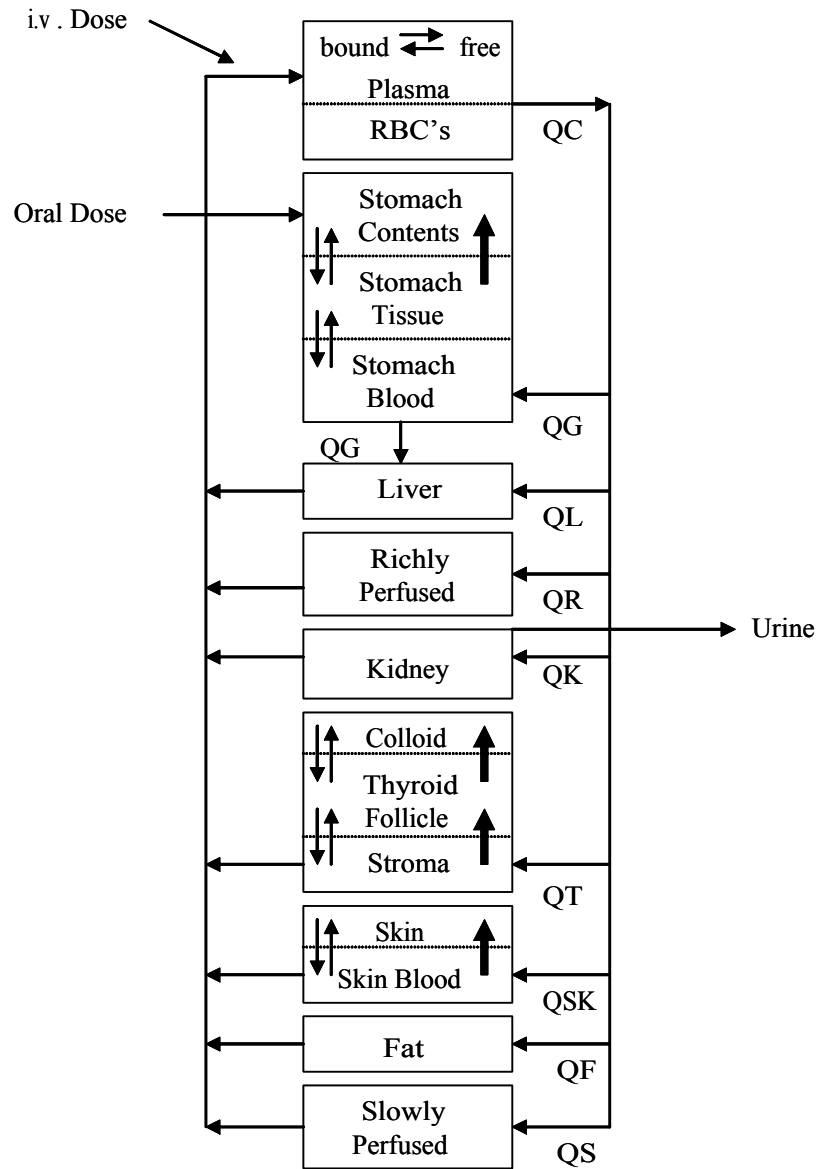 i.v . Dose
bound free
Plasma
RBC's
QC
Oral Dose
Stomach
Contents
Stomach
Tissue
Stomach
Blood
QG
QG
Liver
QL
Richly
Perfused
QR
Urine
Kidney
QK
Colloid
Thyroid
Follicle
Stroma
QT
Skin
Skin Blood
QSK
Fat
QF
Slowly
Perfused
QS